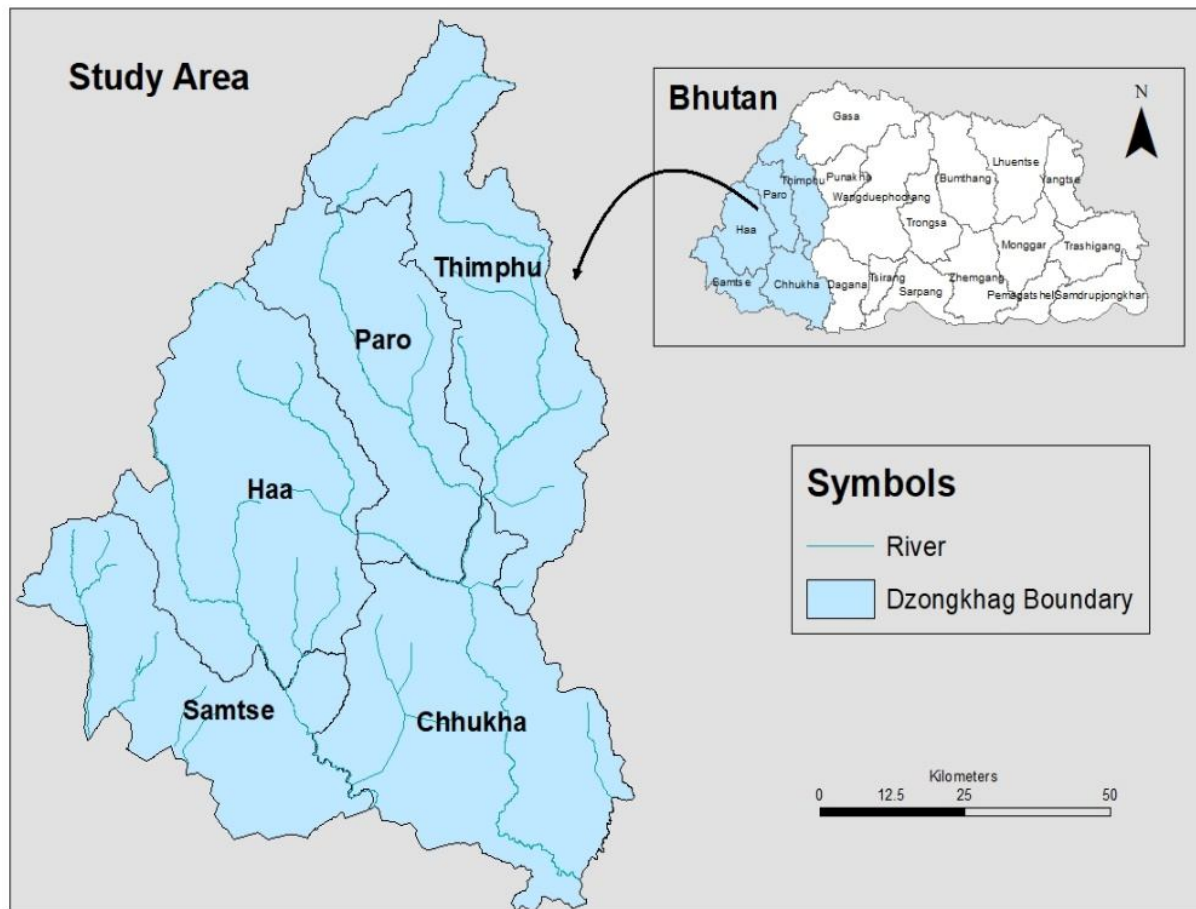 Study Area
Thimphu
Paro
Haa
Samtse
Chhukha
Bhutan
N
Gasa
Thimphu
Punakha
Paro
Wangduephodrang
Bumthang
Lhuentse
Yangtse
Haa
Trongsa
Monggar
Trashigang
Samtse
Chhukha
Dagana
Tsirang
Sarpang
Zhemgang
Pemagatshel
Samdrupjongkhar
Symbols
River
Dzongkhag Boundary
Kilometers
0 12.5 25 50